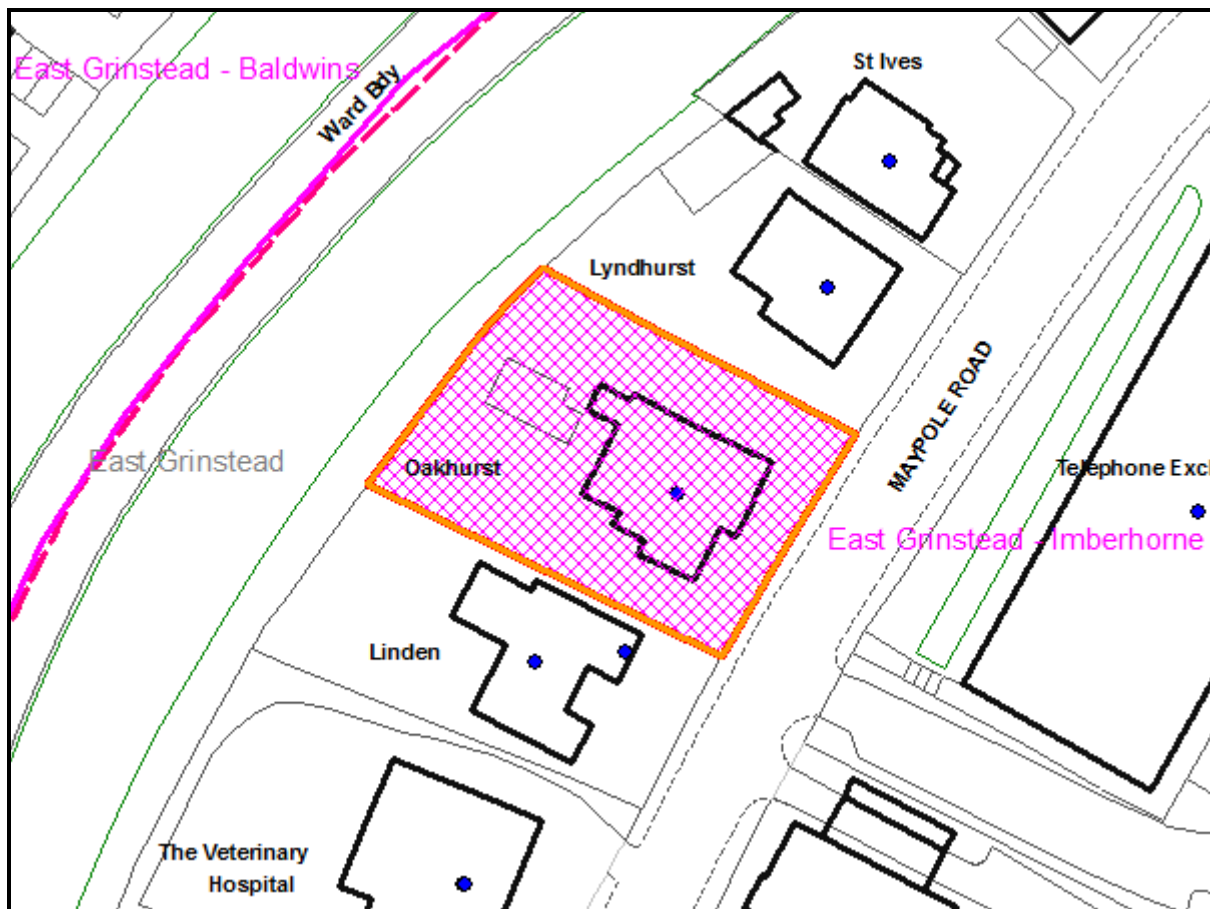 St Ives
East Grinstead - Baldwins
Ward Bdy
Lyndhurst
MAYPOLE ROAD
East Grinstead
Oakhurst
Telephone Excl
East Grinstead - Imberhorne
Linden
The Veterinary
Hospital